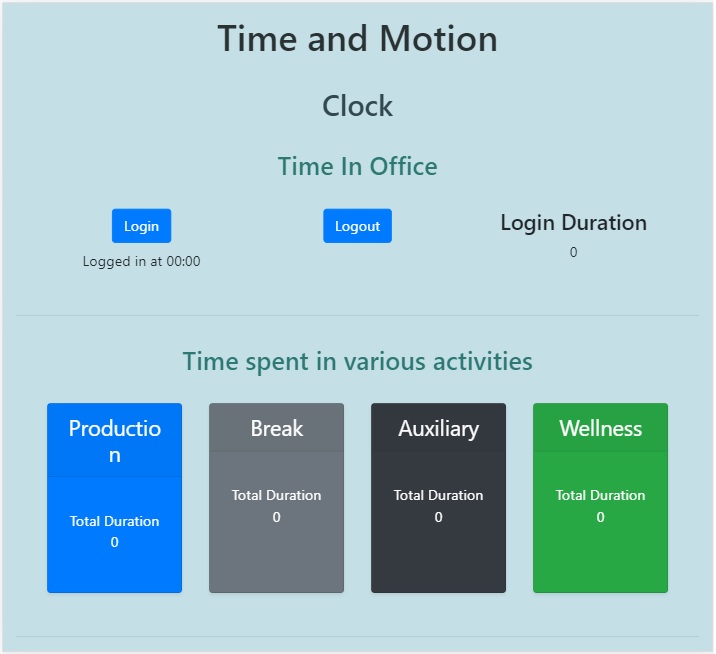 Time and Motion
Clock
Time In Office
Login
Logout
Login Duration
Logged in at 00:00
0
Time spent in various activities
Productio
n
Break
Auxiliary
Wellness
Total Duration
0
Total Duration
0
Total Duration
0
Total Duration
0